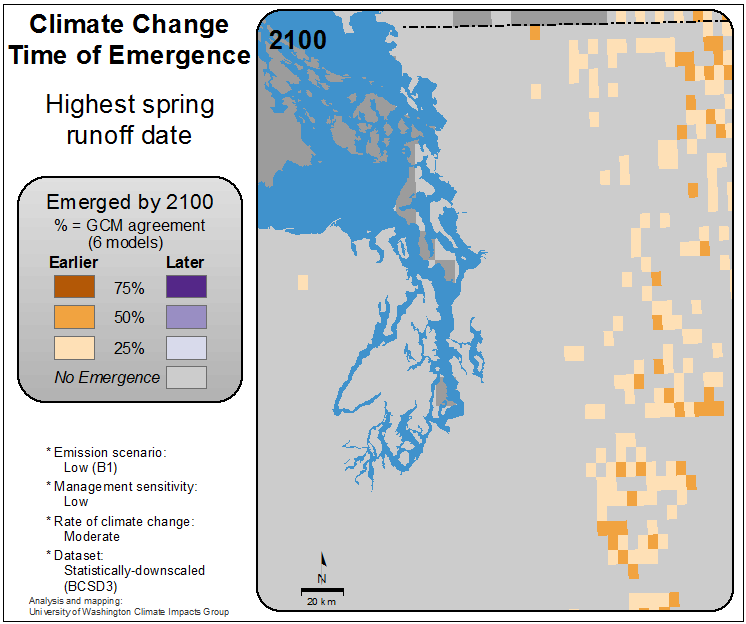 Climate Change
Time of Emergence
Highest spring
runoff date
Emerged by 2100
% = GCM agreement
(6 models)
Earlier Later
75%
50%
25%
No Emergence
* Emission scenario:
Low (B1)
* Management sensitivity:
Low
* Rate of climate change:
Moderate
* Dataset:
Statistically-downscaled
(BCSD3)
Analysis and mapping:
University of Washington Climate Impacts Group
2100
N
20 km